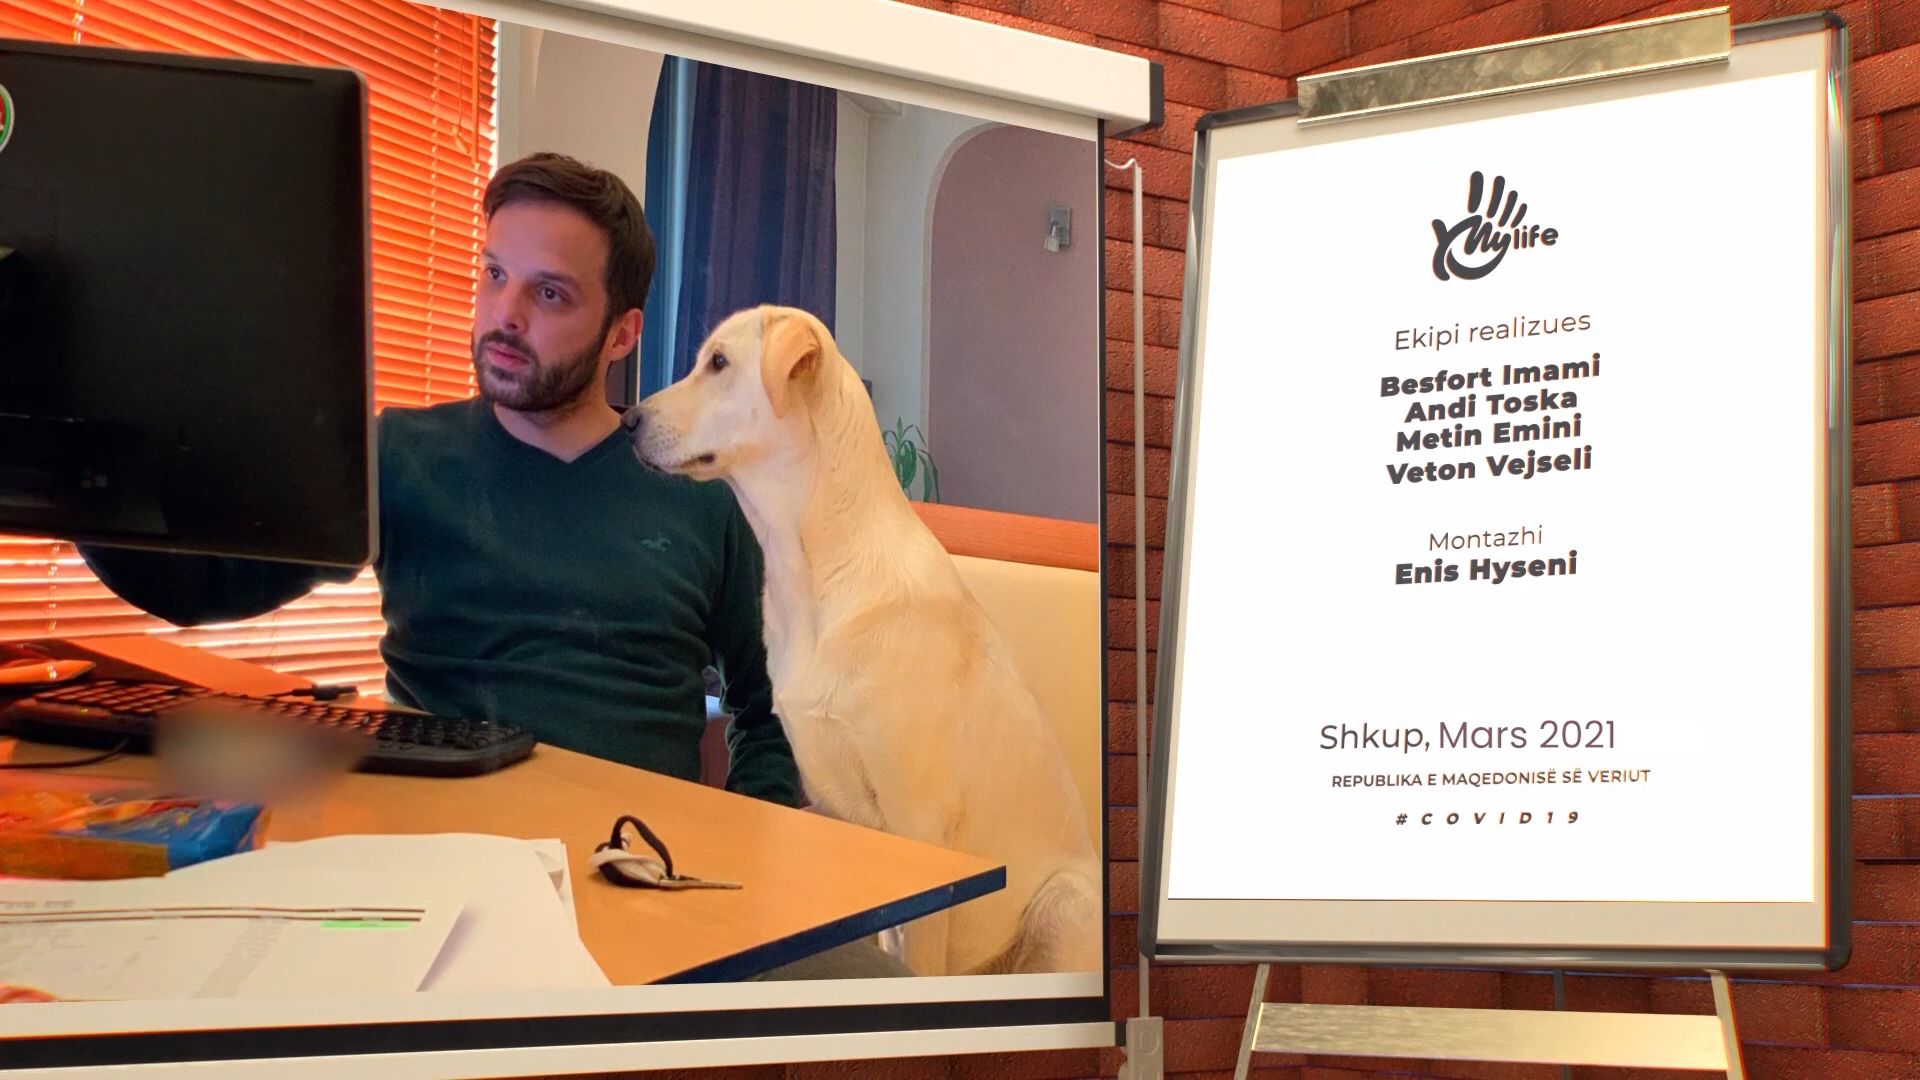 my life
Ekipi realizues
Besfort Imami
Andi Toska
Metin Emini
Veton Vejseli
Montazhi
Enis Hyseni
Shkup, Mars 2021
REPUBLIKA E MAQEDONISË SË VERIUT
#COVID19